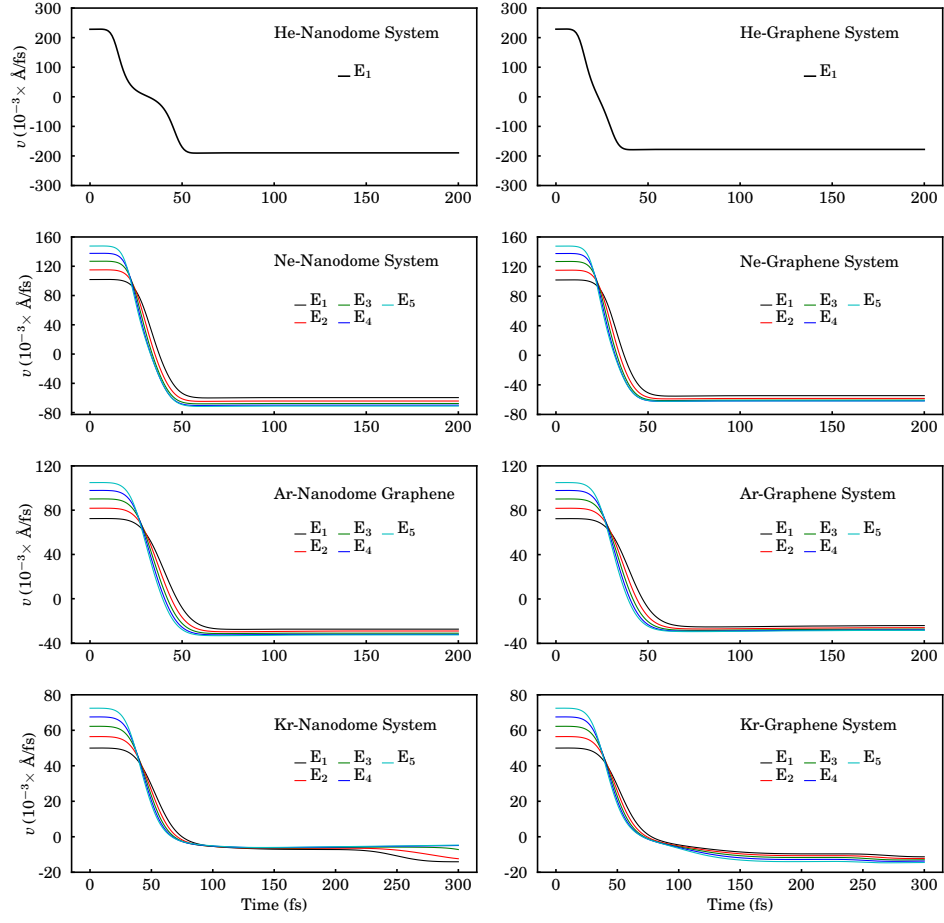 He-Nanodome System
E₁
v (10⁻³× Å/fs)
300
200
100
0
-100
-200
-300
0 50 100 150 200
He-Graphene System
E₁
300
200
100
0
-100
-200
-300
0 50 100 150 200
Ne-Nanodome System
E₁ E₃ E₅
E₂ E₄
v (10⁻³× Å/fs)
160
120
80
40
0
-40
-80
0 50 100 150 200
Ne-Graphene System
E₁ E₃ E₅
E₂ E₄
160
120
80
40
0
-40
-80
0 50 100 150 200
Ar-Nanodome Graphene
E₁ E₃ E₅
E₂ E₄
v (10⁻³× Å/fs)
120
80
40
0
-40
0 50 100 150 200
Ar-Graphene System
E₁ E₃ E₅
E₂ E₄
120
80
40
0
-40
0 50 100 150 200
Kr-Nanodome System
E₁ E₃ E₅
E₂ E₄
v (10⁻³× Å/fs)
80
60
40
20
0
-20
0 50 100 150 200 250 300
Time (fs)
Kr-Graphene System
E₁ E₃ E₅
E₂ E₄
80
60
40
20
0
-20
0 50 100 150 200 250 300
Time (fs)